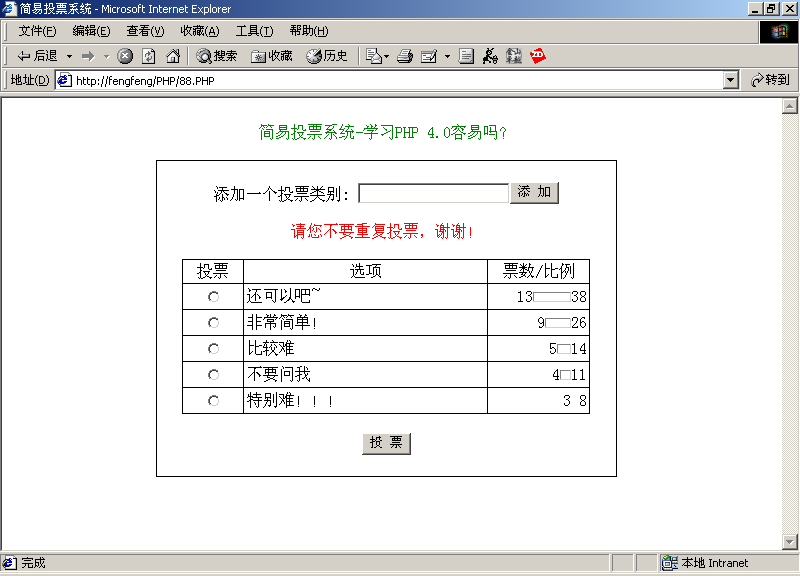 简易投票系统 - Microsoft Internet Explorer
文件(F) 编辑(E) 查看(V) 收藏(A) 工具(T) 帮助(H)
后退 搜索 收藏 历史
地址(D) http://fengfeng/PHP/88.PHP 转到
简易投票系统-学习PHP 4.0容易吗?
添加一个投票类别: 添 加
请您不要重复投票, 谢谢!
投票 选项 票数/比例
还可以吧~ 13 38
非常简单! 9 26
比较难 5 14
不要问我 4 11
特别难! ! ! 3 8
投 票
完成 本地 Intranet